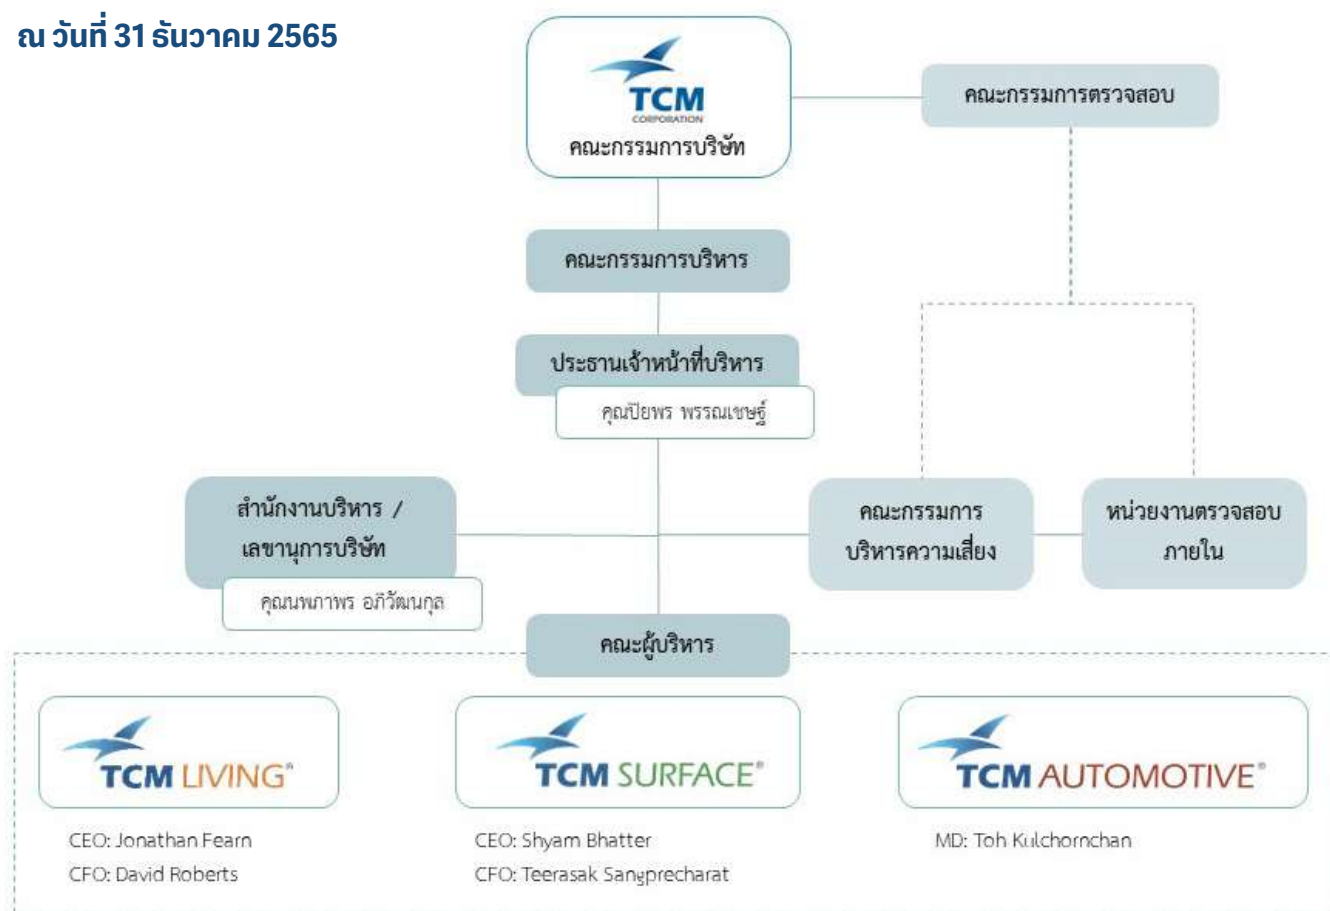 ณ วันที่ 31 ธันวาคม 2565
TCM
CORPORATION
คณะกรรมการบริษัท
คณะกรรมการตรวจสอบ
คณะกรรมการบริหาร
ประธานเจ้าหน้าที่บริหาร
คุณปิยพร พรรณเชษฐ์
สำนักงานบริหาร /
เลขานุการบริษัท
คุณนพภาพร อภิวัฒนกุล
คณะกรรมการ
บริหารความเสี่ยง
หน่วยงานตรวจสอบ
ภายใน
คณะผู้บริหาร
TCM LIVING®
TCM SURFACE®
TCM AUTOMOTIVE®
CEO: Jonathan Fearn
CFO: David Roberts
CEO: Shyam Bhatter
CFO: Teerasak Sangprecharat
MD: Toh Kulchornchan